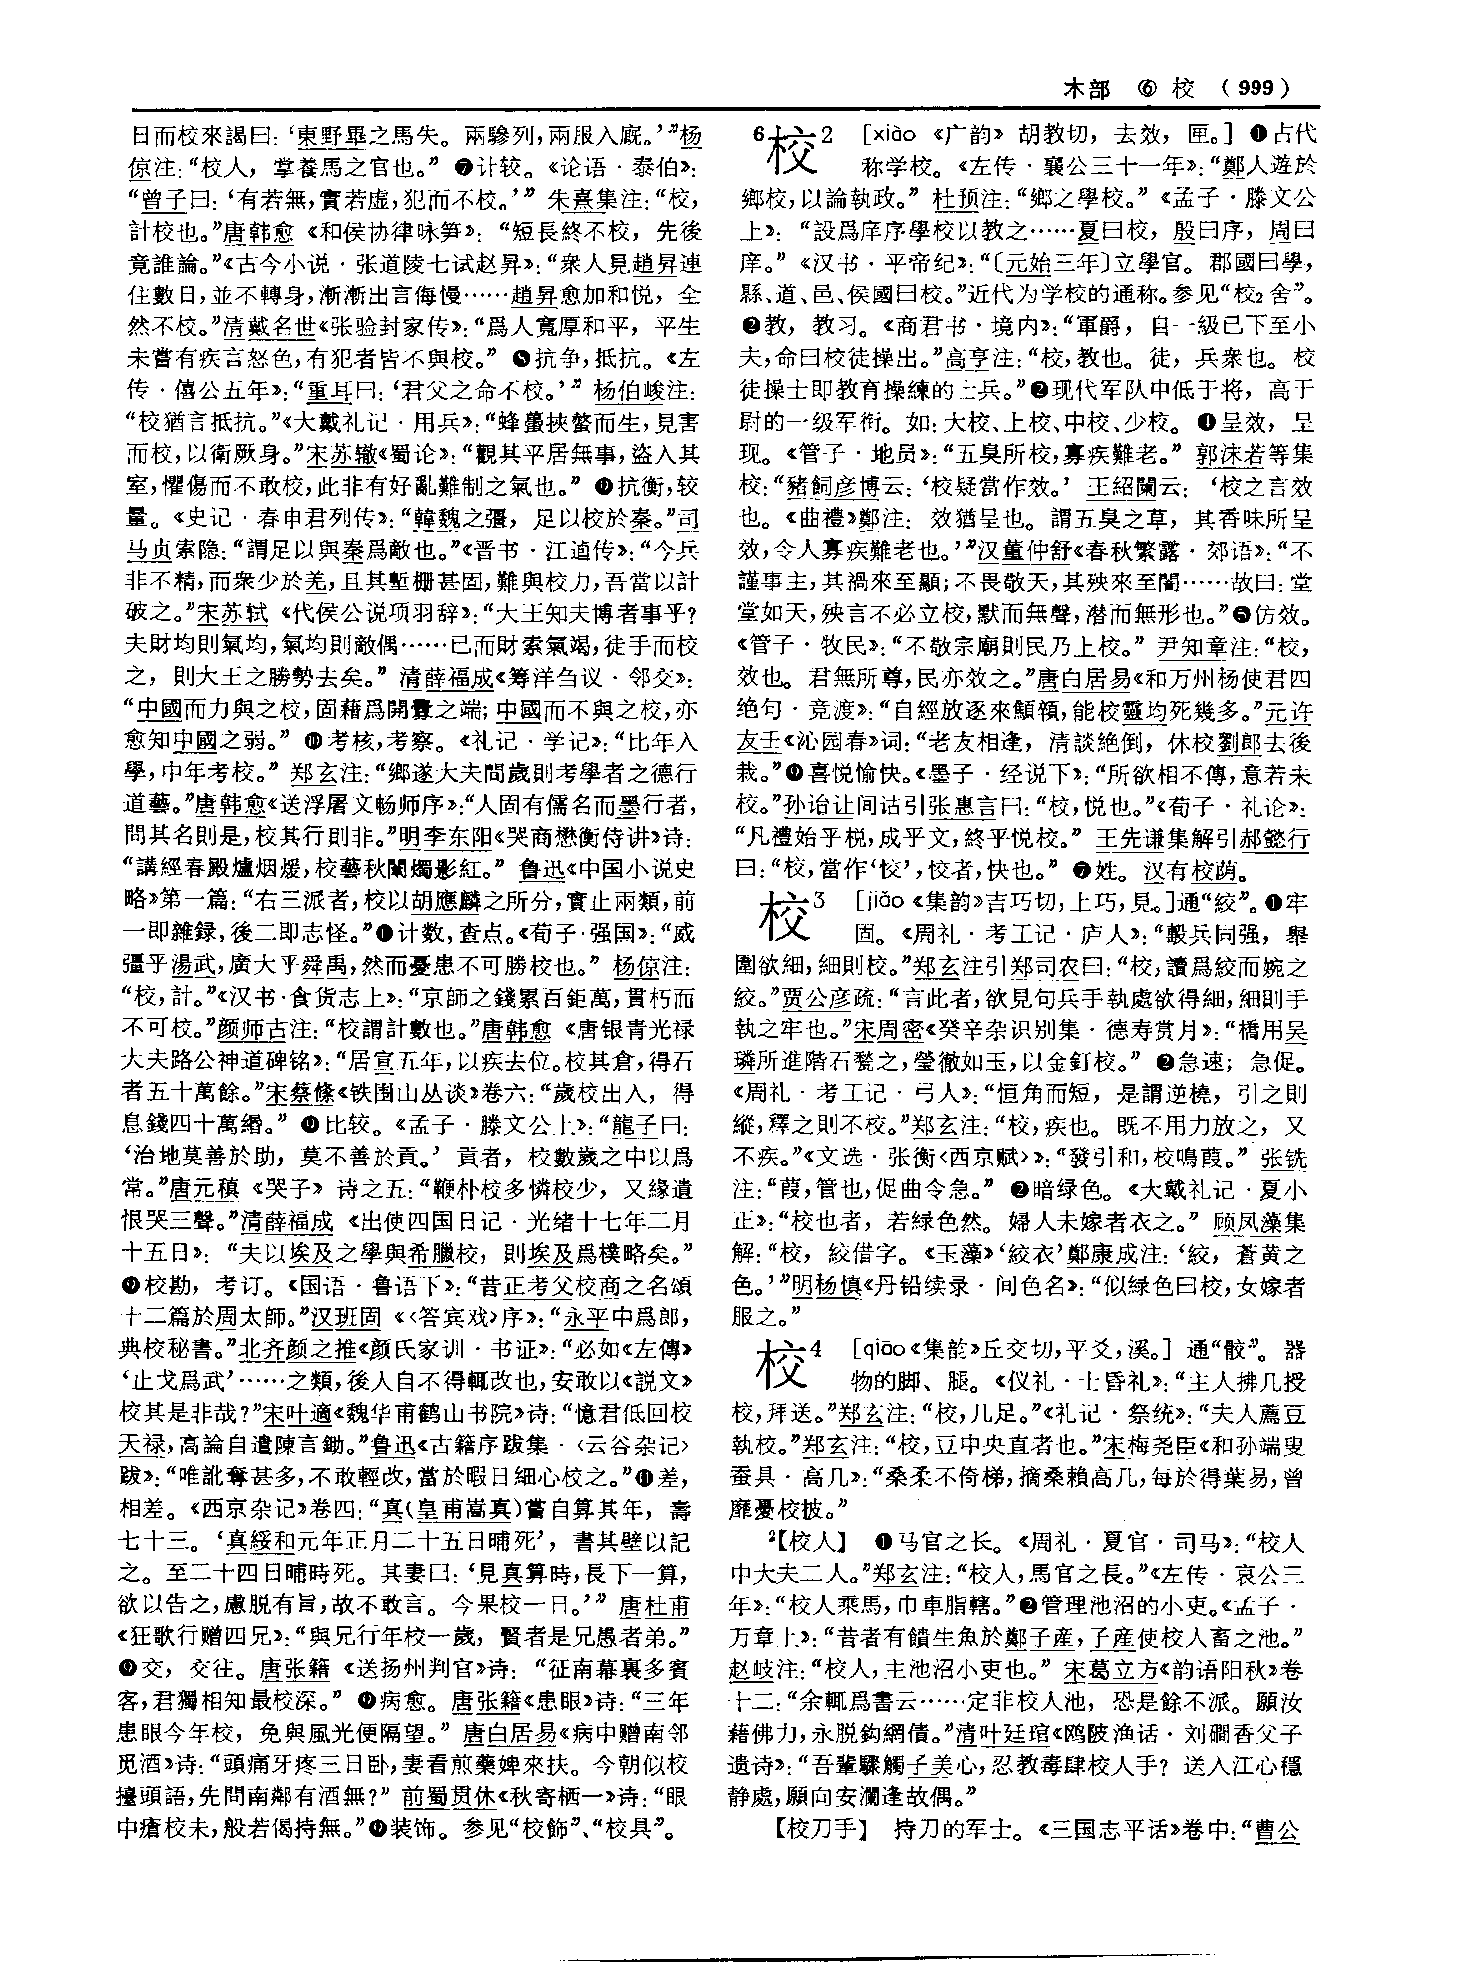 木部 ⑥ 校 (999)
日而校來謁曰：‘東野畢之馬失。兩驂列，兩服入廐。’”杨
倞注：“校人，掌養馬之官也。” ❼计较。《论语·泰伯》：
“曾子曰：‘有若無，實若虚，犯而不校。’” 朱熹集注：“校，
計校也。”唐韩愈《和侯协律咏笋》：“短長終不校，先後
竟誰論。”《古今小说·张道陵七试赵昇》：“衆人見趙昇連
住數日，並不轉身，漸漸出言侮慢……趙昇愈加和悦，全
然不校。”清戴名世《张验封家传》：“爲人寬厚和平，平生
未嘗有疾言怒色，有犯者皆不與校。” ❽抗争，抵抗。《左
传·僖公五年》：“重耳曰：‘君父之命不校。’” 杨伯峻注：
“校猶言抵抗。”《大戴礼记·用兵》：“蜂蠆挾螫而生，見害
而校，以衛厥身。”宋苏辙《蜀论》：“觀其平居無事，盜入其
室，懼傷而不敢校，此非有好亂難制之氣也。” ❾抗衡，较
量。《史记·春申君列传》：“韓魏之彊，足以校於秦。”司
马贞索隐：“謂足以與秦爲敵也。”《晋书·江逌传》：“今兵
非不精，而衆少於羌，且其塹栅甚固，難與校力，吾當以計
破之。”宋苏轼《代侯公说项羽辞》：“大王知夫博者事乎？
夫財均則氣均，氣均則敵偶……已而財索氣竭，徒手而校
之，則大王之勝勢去矣。” 清薛福成《筹洋刍议·邻交》：
“中國而力與之校，固藉爲開釁之端；中國而不與之校，亦
愈知中國之弱。” ❿考核，考察。《礼记·学记》：“比年入
學，中年考校。” 郑玄注：“鄉遂大夫間歲則考學者之德行
道藝。”唐韩愈《送浮屠文畅师序》：“人固有儒名而墨行者，
問其名則是，校其行則非。”明李东阳《哭商懋衡侍讲》诗：
“講經春殿爐烟煖，校藝秋闈燭影紅。” 鲁迅《中国小说史
略》第一篇：“右三派者，校以胡應麟之所分，實止兩類，前
一即雜録，後二即志怪。”⓫计数，查点。《荀子·强国》：“威
彊乎湯武，廣大乎舜禹，然而憂患不可勝校也。” 杨倞注：
“校，計。”《汉书·食货志上》：“京師之錢累百鉅萬，貫朽而
不可校。”颜师古注：“校謂計數也。”唐韩愈《唐银青光禄
大夫路公神道碑铭》：“居宣五年，以疾去位。校其倉，得石
者五十萬餘。”宋蔡絛《铁围山丛谈》卷六：“歲校出入，得
息錢四十萬緡。” ⓬比较。《孟子·滕文公上》：“龍子曰：
‘治地莫善於助，莫不善於貢。’ 貢者，校數歲之中以爲
常。”唐元稹《哭子》诗之五：“鞭朴校多憐校少，又緣遺
恨哭三聲。”清薛福成《出使四国日记·光绪十七年二月
十五日》：“夫以埃及之學與希臘校，則埃及爲樸略矣。”
⓭校勘，考订。《国语·鲁语下》：“昔正考父校商之名頌
十二篇於周太師。”汉班固《〈答宾戏〉序》：“永平中爲郎，
典校秘書。”北齐颜之推《颜氏家训·书证》：“必如《左傳》
‘止戈爲武’……之類，後人自不得輒改也，安敢以《説文》
校其是非哉？”宋叶適《魏华甫鹤山书院》诗：“憶君低回校
天禄，高論自遣陳言鋤。”鲁迅《古籍序跋集·〈云谷杂记〉
跋》：“唯訛奪甚多，不敢輕改，當於暇日細心校之。”⓮差，
相差。《西京杂记》卷四：“真(皇甫嵩真)嘗自算其年，壽
七十三。‘真綏和元年正月二十五日晡死’，書其壁以記
之。至二十四日晡時死。其妻曰：‘見真算時，長下一算，
欲以告之，慮脱有旨，故不敢言。今果校一日。’” 唐杜甫
《狂歌行赠四兄》：“與兄行年校一歲，賢者是兄愚者弟。”
⓯交，交往。唐张籍《送扬州判官》诗：“征南幕裏多賓
客，君獨相知最校深。” ⓰病愈。唐张籍《患眼》诗：“三年
患眼今年校，免與風光便隔望。” 唐白居易《病中赠南邻
觅酒》诗：“頭痛牙疼三日卧，妻看煎藥婢來扶。今朝似校
擡頭語，先問南鄰有酒無？” 前蜀贯休《秋寄栖一》诗：“眼
中瘡校未，般若偈持無。”⓱装饰。参见“校飾”、“校具”。
6校2 [xiào 《广韵》胡教切，去效，匣。] ❶古代
称学校。《左传·襄公三十一年》：“鄭人遊於
鄉校，以論執政。” 杜预注：“鄉之學校。”《孟子·滕文公
上》：“設爲庠序學校以教之……夏曰校，殷曰序，周曰
庠。”《汉书·平帝纪》：“〔元始三年〕立學官。郡國曰學，
縣、道、邑、侯國曰校。”近代为学校的通称。参见“校2舍”。
❷教，教习。《商君书·境内》：“軍爵，自一級已下至小
夫，命曰校徒操出。”高亨注：“校，教也。徒，兵衆也。校
徒操士即教育操練的士兵。”❸现代军队中低于将，高于
尉的一级军衔。如：大校、上校、中校、少校。 ❹呈效，呈
现。《管子·地员》：“五臭所校，寡疾難老。” 郭沫若等集
校：“豬飼彦博云：‘校疑當作效。’ 王紹蘭云：‘校之言效
也。《曲禮》鄭注：效猶呈也。謂五臭之草，其香味所呈
效，令人寡疾難老也。’”汉董仲舒《春秋繁露·郊语》：“不
謹事主，其禍來至顯；不畏敬天，其殃來至闇……故曰：堂
堂如天，殃言不必立校，默而無聲，潛而無形也。”❺仿效。
《管子·牧民》：“不敬宗廟則民乃上校。” 尹知章注：“校，
效也。君無所尊，民亦效之。”唐白居易《和万州杨使君四
绝句·竞渡》：“自經放逐來顦顇，能校靈均死幾多。”元许
友壬《沁园春》词：“老友相逢，清談絶倒，休校劉郎去後
栽。”❻喜悦愉快。《墨子·经说下》：“所欲相不傳，意若未
校。”孙诒让间诂引张惠言曰：“校，悦也。”《荀子·礼论》：
“凡禮始乎棁，成乎文，終乎悦校。” 王先谦集解引郝懿行
曰：“校，當作‘恔’，恔者，快也。” ❼姓。汉有校荫。
校3 [jiǎo《集韵》吉巧切，上巧，見。]通“絞”。❶牢
固。《周礼·考工记·庐人》：“毄兵同强，舉
圍欲細，細則校。”郑玄注引郑司农曰：“校，讀爲絞而婉之
絞。”贾公彦疏：“言此者，欲見句兵手執處欲得細，細則手
執之牢也。”宋周密《癸辛杂识别集·德寿赏月》：“橋用吴
璘所進階石甃之，瑩徹如玉，以金釘校。” ❷急速；急促。
《周礼·考工记·弓人》：“恒角而短，是謂逆橈，引之則
縱，釋之則不校。”郑玄注：“校，疾也。既不用力放之，又
不疾。”《文选·张衡〈西京赋〉》：“發引和，校鳴葭。” 张铣
注：“葭，管也，促曲令急。” ❸暗绿色。《大戴礼记·夏小
正》：“校也者，若緑色然。婦人未嫁者衣之。” 顾凤藻集
解：“校，絞借字。《玉藻》‘絞衣’鄭康成注：‘絞，蒼黄之
色。’”明杨慎《丹铅续录·间色名》：“似緑色曰校，女嫁者
服之。”
校4 [qiāo《集韵》丘交切，平爻，溪。] 通“骹”。器
物的脚、腿。《仪礼·士昏礼》：“主人拂几授
校，拜送。”郑玄注：“校，几足。”《礼记·祭统》：“夫人薦豆
執校。”郑玄注：“校，豆中央直者也。”宋梅尧臣《和孙端叟
蚕具·高几》：“桑柔不倚梯，摘桑賴高几，每於得葉易，曾
靡憂校披。”
2【校人】 ❶马官之长。《周礼·夏官·司马》：“校人
中大夫二人。”郑玄注：“校人，馬官之長。”《左传·哀公三
年》：“校人乘馬，巾車脂轄。”❷管理池沼的小吏。《孟子·
万章上》：“昔者有饋生魚於鄭子産，子産使校人畜之池。”
赵岐注：“校人，主池沼小吏也。” 宋葛立方《韵语阳秋》卷
十二：“余輒爲書云……定非校人池，恐是餘不派。願汝
藉佛力，永脱鈎網債。”清叶廷琯《鸥陂渔话·刘磵香父子
遗诗》：“吾輩驟觸子美心，忍教毒肆校人手？送入江心穩
静處，願向安瀾逢故偶。”
【校刀手】 持刀的军士。《三国志平话》卷中：“曹公